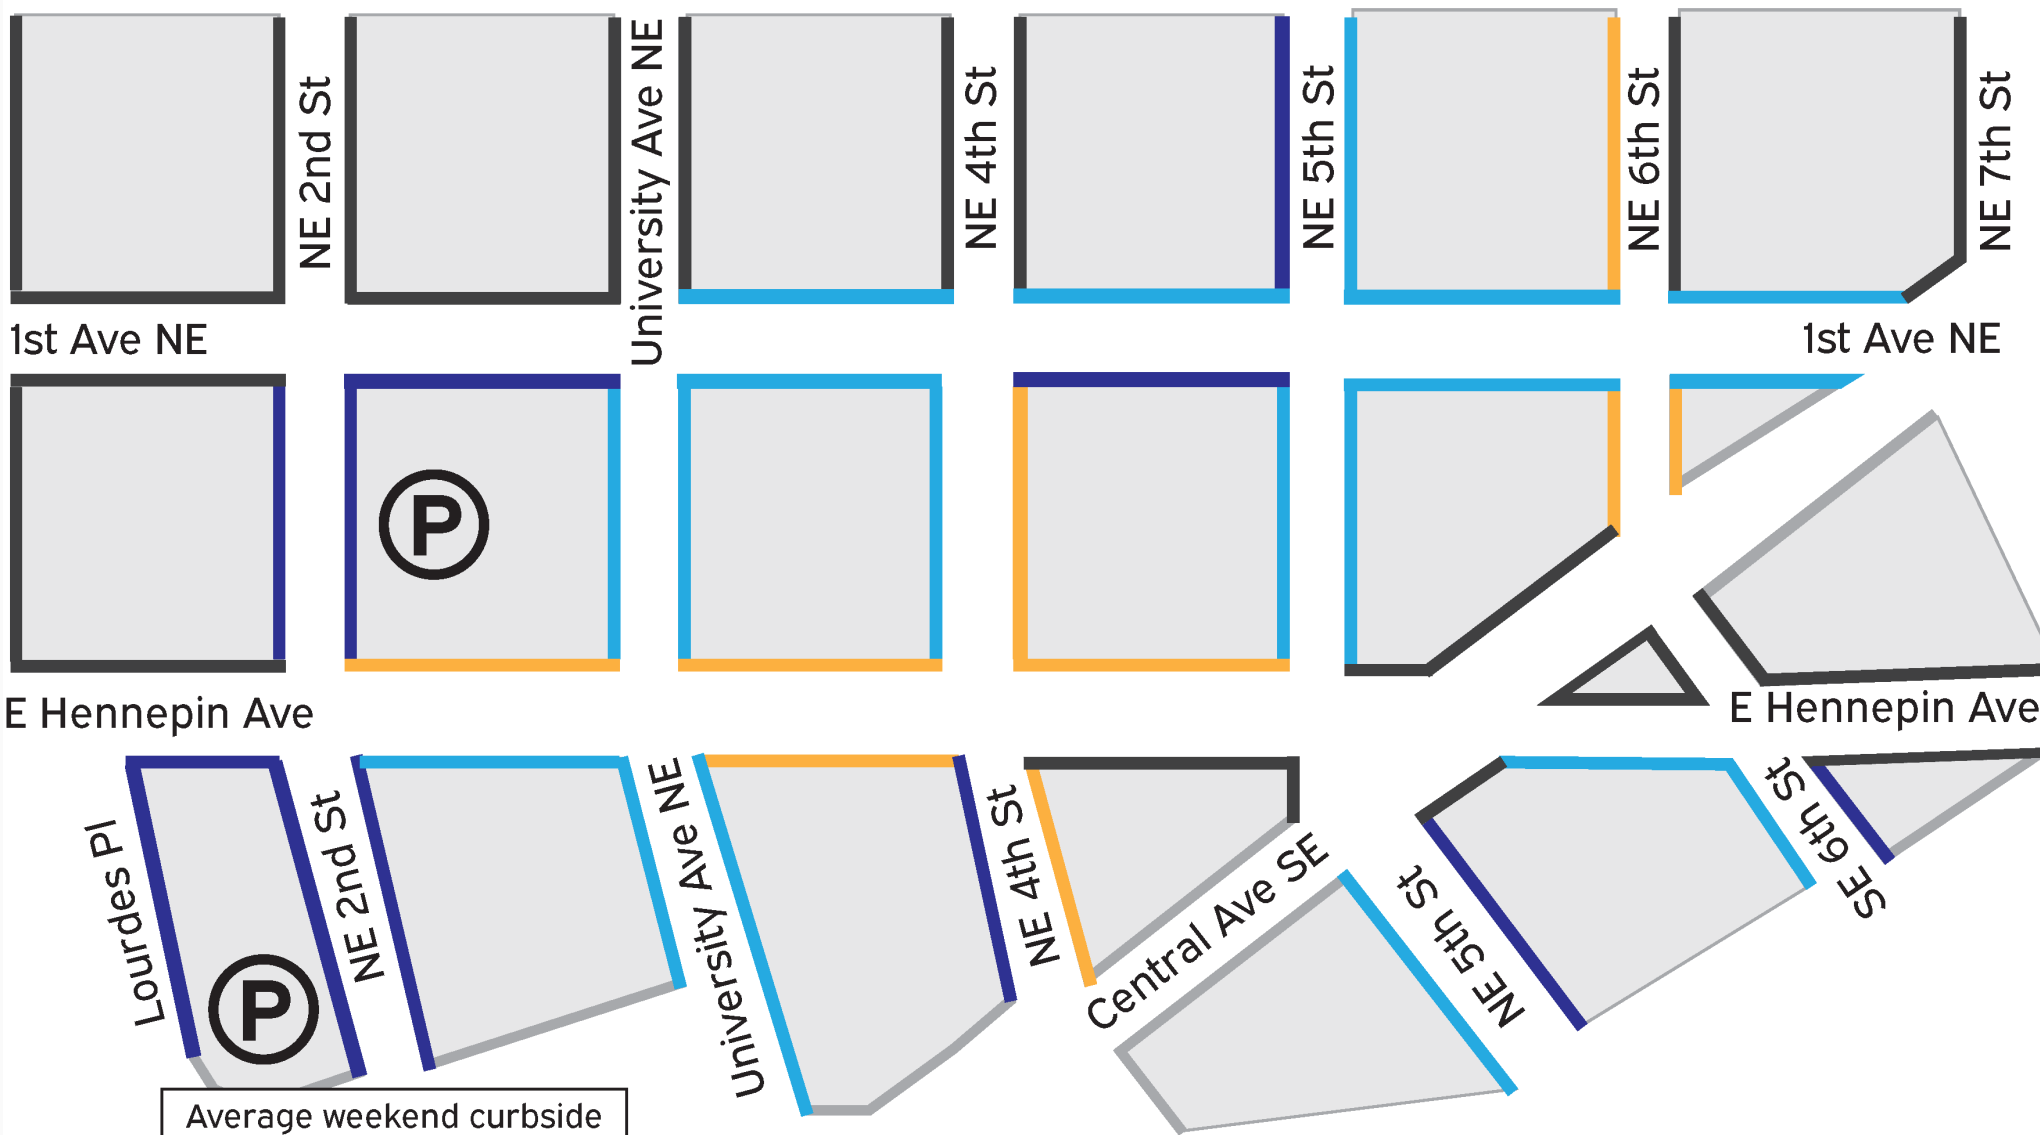 NE 2nd St
University Ave NE
NE 4th St
NE 5th St
NE 6th St
NE 7th St
1st Ave NE
1st Ave NE
P
E Hennepin Ave
E Hennepin Ave
Lourdes Pl
NE 2nd St
University Ave NE
NE 4th St
Central Ave SE
NE 5th St
SE 6th St
P
Average weekend curbside